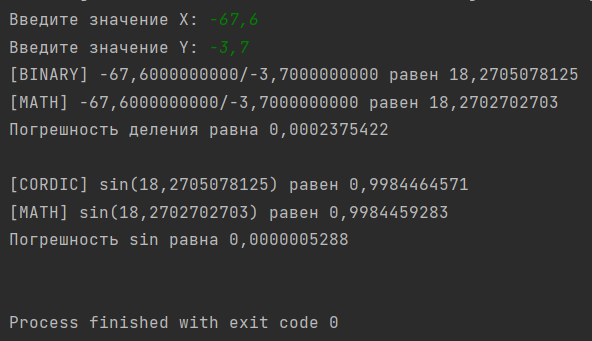 Введите значение X: -67,6
Введите значение Y: -3,7
[BINARY] -67,6000000000/-3,7000000000 равен 18,2705078125
[MATH] -67,6000000000/-3,7000000000 равен 18,2702702703
Погрешность деления равна 0,0002375422
[CORDIC] sin(18,2705078125) равен 0,9984464571
[MATH] sin(18,2702702703) равен 0,9984459283
Погрешность sin равна 0,0000005288
Process finished with exit code 0